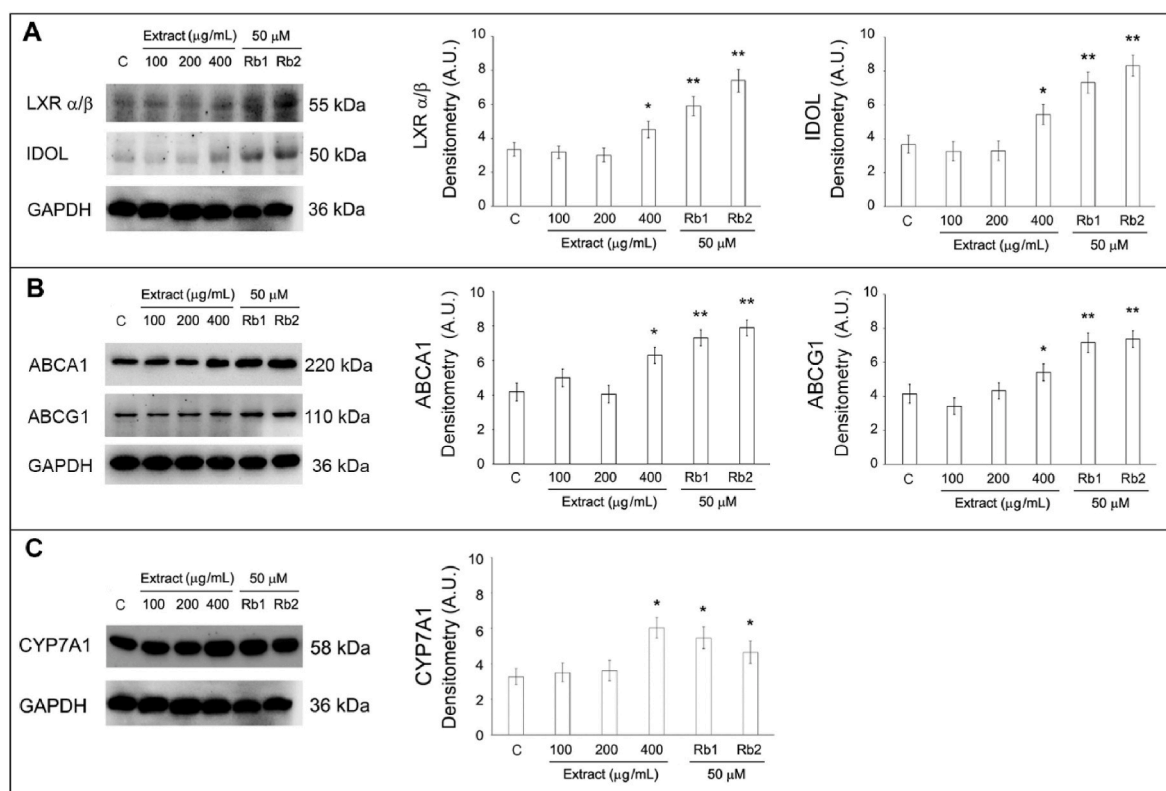 A
Extract (μg/mL) 50 μM
C 100 200 400 Rb1 Rb2
LXR α/β 55 kDa
IDOL 50 kDa
GAPDH 36 kDa
LXR α/β
Densitometry (A.U.)
10
8
6
4
2
0
* ** **
C 100 200 400 Rb1 Rb2
Extract (μg/mL) 50 μM
IDOL
Densitometry (A.U.)
10
8
6
4
2
0
* ** **
C 100 200 400 Rb1 Rb2
Extract (μg/mL) 50 μM
B
Extract (μg/mL) 50 μM
C 100 200 400 Rb1 Rb2
ABCA1 220 kDa
ABCG1 110 kDa
GAPDH 36 kDa
ABCA1
Densitometry (A.U.)
10
8
6
4
2
0
* ** **
C 100 200 400 Rb1 Rb2
Extract (μg/mL) 50 μM
ABCG1
Densitometry (A.U.)
10
8
6
4
2
0
* ** **
C 100 200 400 Rb1 Rb2
Extract (μg/mL) 50 μM
C
Extract (μg/mL) 50 μM
C 100 200 400 Rb1 Rb2
CYP7A1 58 kDa
GAPDH 36 kDa
CYP7A1
Densitometry (A.U.)
10
8
6
4
2
0
* * *
C 100 200 400 Rb1 Rb2
Extract (μg/mL) 50 μM